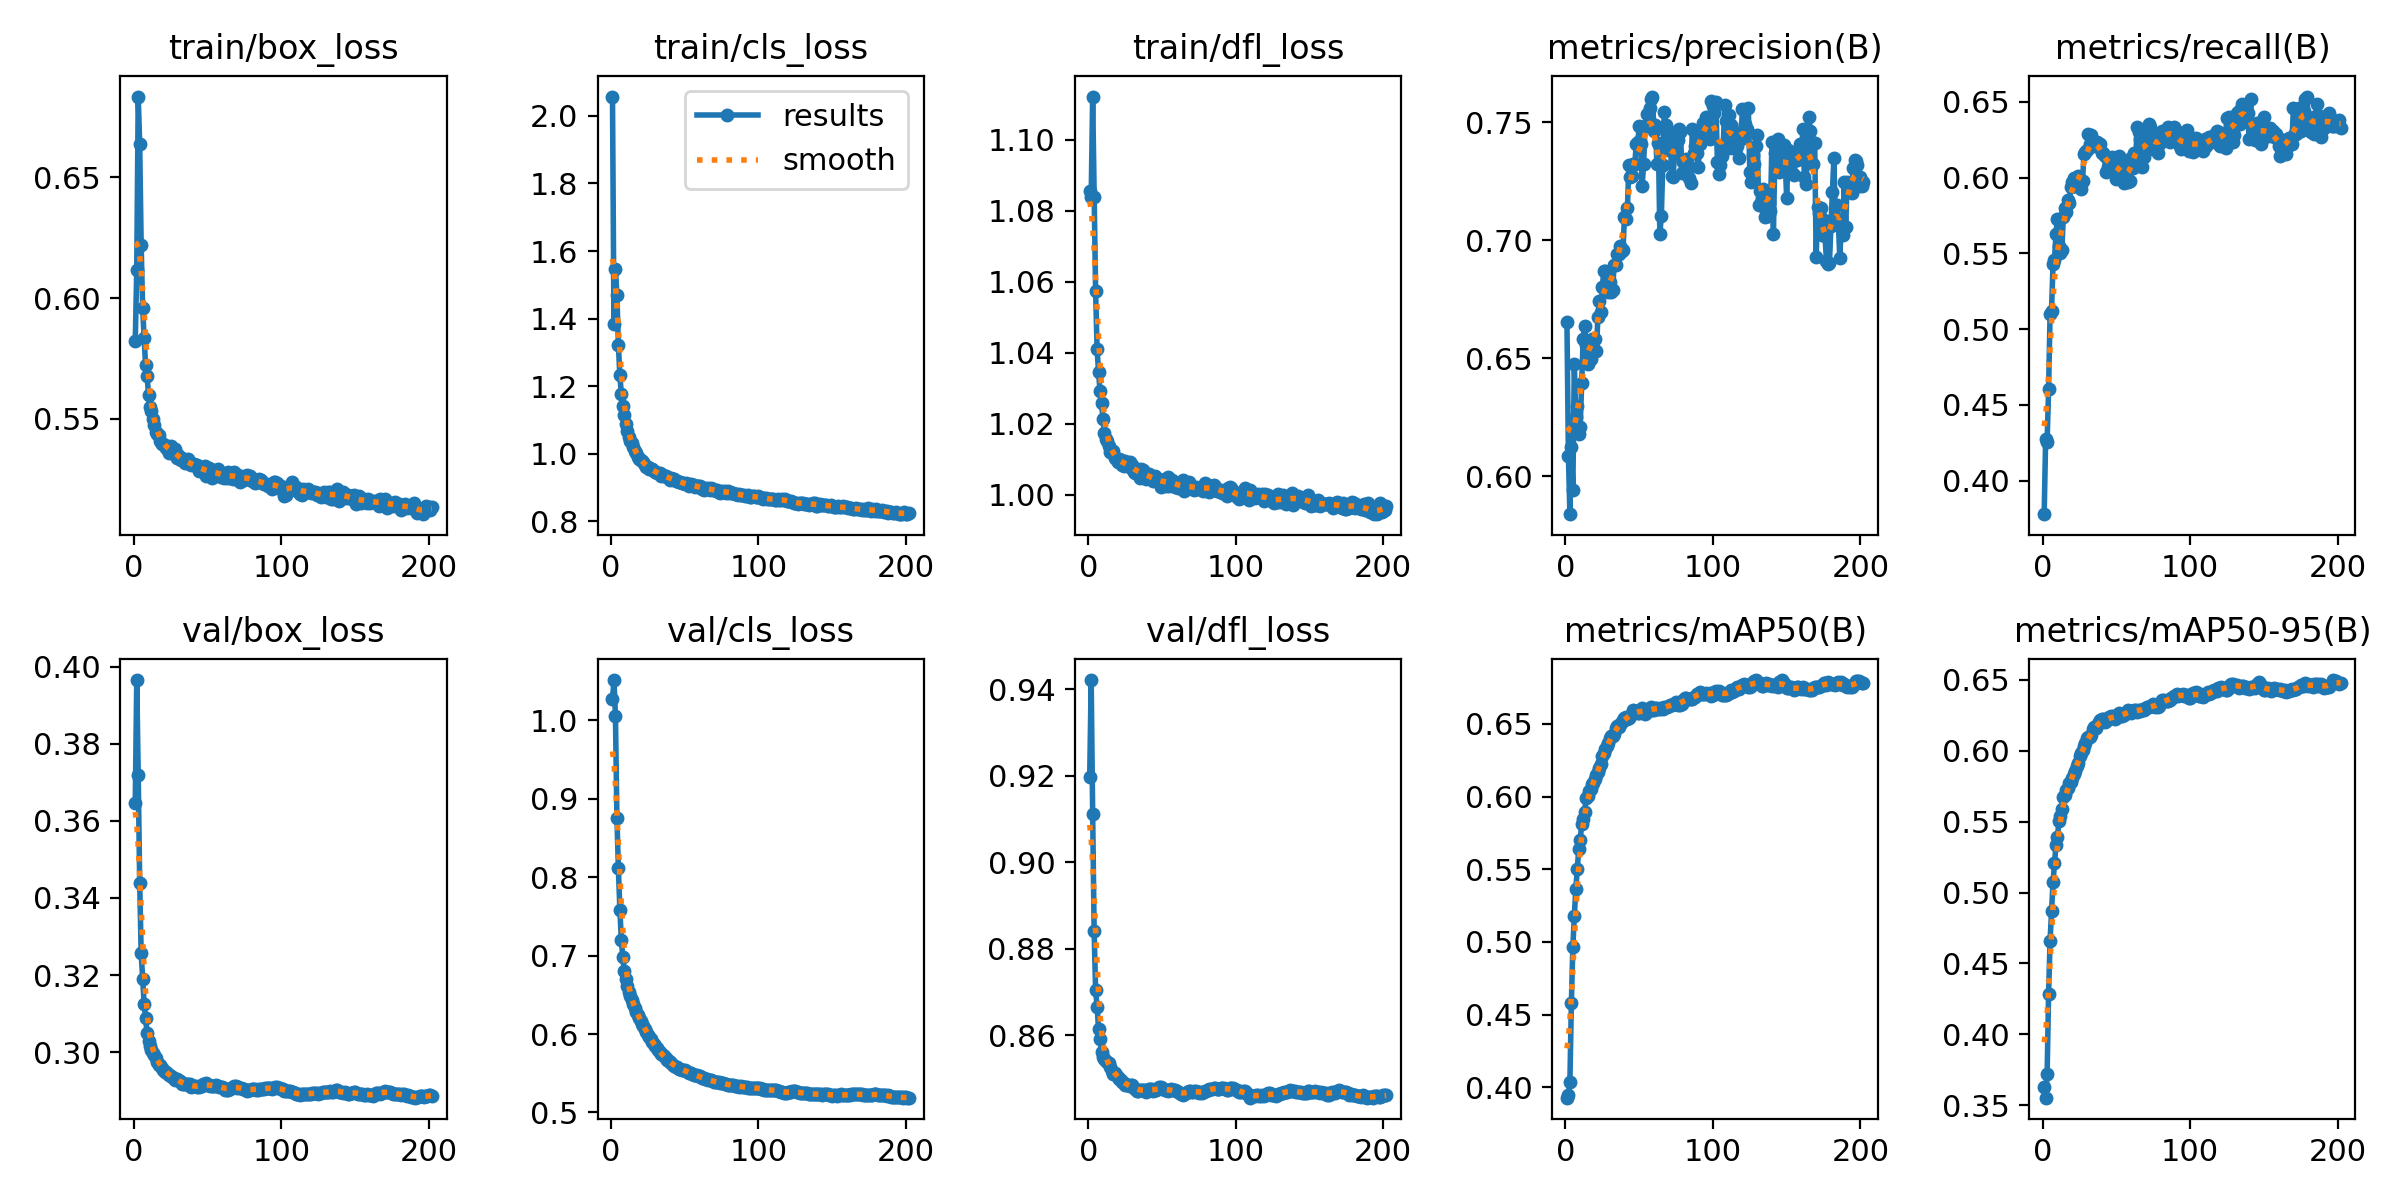 train/box_loss
0.65
0.60
0.55
0 100 200
train/cls_loss
results
smooth
2.0
1.8
1.6
1.4
1.2
1.0
0.8
0 100 200
train/dfl_loss
1.10
1.08
1.06
1.04
1.02
1.00
0 100 200
metrics/precision(B)
0.75
0.70
0.65
0.60
0 100 200
metrics/recall(B)
0.65
0.60
0.55
0.50
0.45
0.40
0 100 200
val/box_loss
0.40
0.38
0.36
0.34
0.32
0.30
0 100 200
val/cls_loss
1.0
0.9
0.8
0.7
0.6
0.5
0 100 200
val/dfl_loss
0.94
0.92
0.90
0.88
0.86
0 100 200
metrics/mAP50(B)
0.65
0.60
0.55
0.50
0.45
0.40
0 100 200
metrics/mAP50-95(B)
0.65
0.60
0.55
0.50
0.45
0.40
0.35
0 100 200